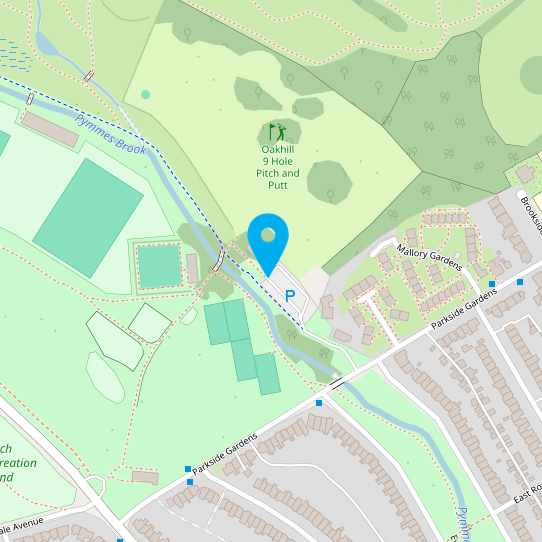 Pymmes Brook
Oakhill
9 Hole
Pitch and
Putt
P
Mallory Gardens
Brookside
Parkside Gardens
Parkside Gardens
ch
reation
nd
ale Avenue
East Ro
Pymme
E